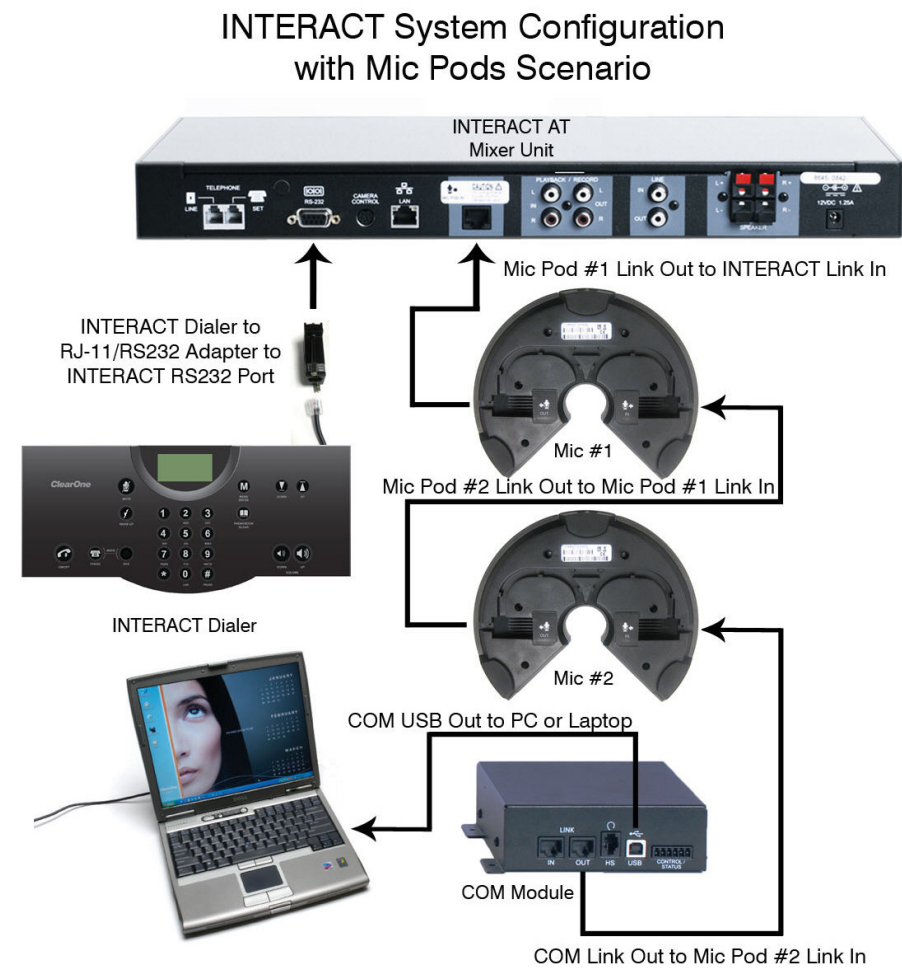 INTERACT System Configuration
with Mic Pods Scenario
INTERACT AT
Mixer Unit
TELEPHONE
LINE
SET
RS-232
CAMERA
CONTROL
LAN
CAUTION
PLAYBACK / RECORD
L
IN
R
L
OUT
R
LINE
IN
OUT
L+
L-
R+
R-
SPEAKER
12VDC 1.25A
Mic Pod #1 Link Out to INTERACT Link In
INTERACT Dialer to
RJ-11/RS232 Adapter to
INTERACT RS232 Port
OUT
IN
Mic #1
ClearOne
M
1 2 3
4 5 6
7 8 9
* 0 #
Mic Pod #2 Link Out to Mic Pod #1 Link In
INTERACT Dialer
OUT
IN
Mic #2
JANUARY
FEBRUARY
MARCH
DELL
COM USB Out to PC or Laptop
LINK
IN
OUT
HS
USB
CONTROL /
STATUS
COM Module
COM Link Out to Mic Pod #2 Link In